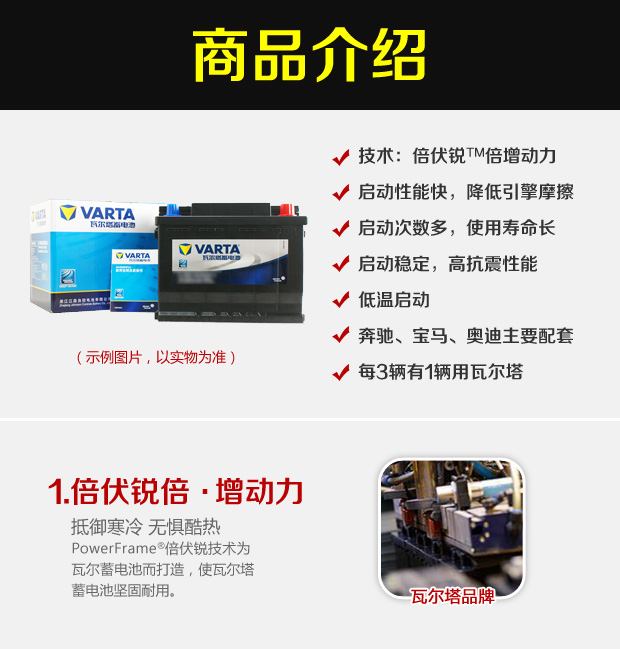 商品介绍
技术：倍伏锐™倍增动力
启动性能快，降低引擎摩擦
启动次数多，使用寿命长
启动稳定，高抗震性能
低温启动
奔驰、宝马、奥迪主要配套
每3辆有1辆用瓦尔塔
VARTA
瓦尔塔蓄电池
VARTA
VARTA
瓦尔塔蓄电池
（示例图片，以实物为准）
1.倍伏锐倍·增动力
抵御寒冷 无惧酷热
PowerFrame®倍伏锐技术为
瓦尔蓄电池而打造，使瓦尔塔
蓄电池坚固耐用。
瓦尔塔品牌